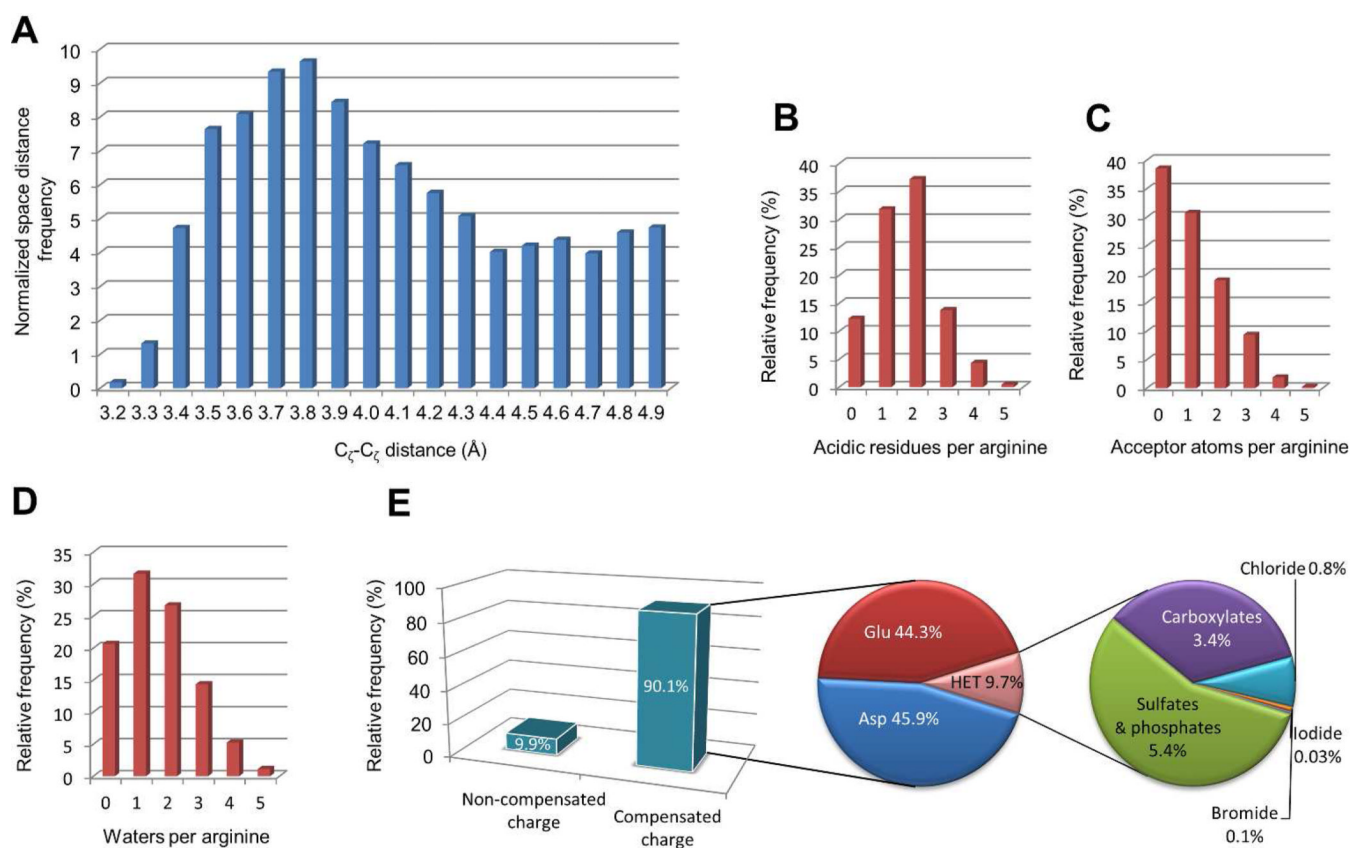 A
Normalized space distance
frequency
10
9
8
7
6
5
4
3
2
1
0
3.2 3.3 3.4 3.5 3.6 3.7 3.8 3.9 4.0 4.1 4.2 4.3 4.4 4.5 4.6 4.7 4.8 4.9
Cζ-Cζ distance (Å)
B
Relative frequency (%)
40
35
30
25
20
15
10
5
0
0 1 2 3 4 5
Acidic residues per arginine
C
Relative frequency (%)
40
35
30
25
20
15
10
5
0
0 1 2 3 4 5
Acceptor atoms per arginine
D
Relative frequency (%)
35
30
25
20
15
10
5
0
0 1 2 3 4 5
Waters per arginine
E
Relative frequency (%)
100
80
60
40
20
0
9.9%
90.1%
Non-compensated
charge
Compensated
charge
Glu 44.3%
HET 9.7%
Asp 45.9%
Chloride 0.8%
Carboxylates
3.4%
Sulfates
& phosphates
5.4%
Iodide
0.03%
Bromide
0.1%